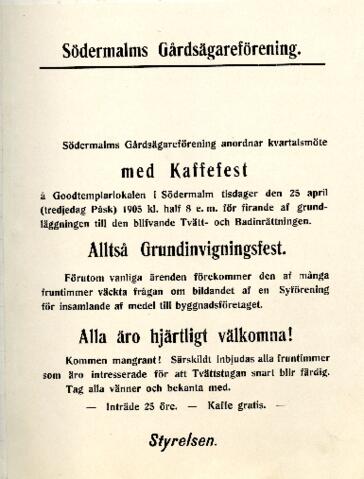 Södermalms Gårdsägareförening.
Södermalms Gårdsägareförening anordnar kvartalsmöte
med Kaffefest
å Goodtemplarlokalen i Södermalm tisdager den 25 april
(tredjedag Påsk) 1905 kl. half 8 e. m. för firande af grund-
läggningen till den blifvande Tvätt- och Badinrättningen.
Alltså Grundinvigningsfest.
Förutom vanliga ärenden förekommer den af många
fruntimmer väckta frågan om bildandet af en Syförening
för insamlande af medel till byggnadsföretaget.
Alla äro hjärtligt välkomna!
Kommen mangrant! Särskildt inbjudas alla fruntimmer
som äro intresserade för att Tvättstugan snart blir färdig.
Tag alla vänner och bekanta med.
— Inträde 25 öre. — Kaffe gratis. —
Styrelsen.